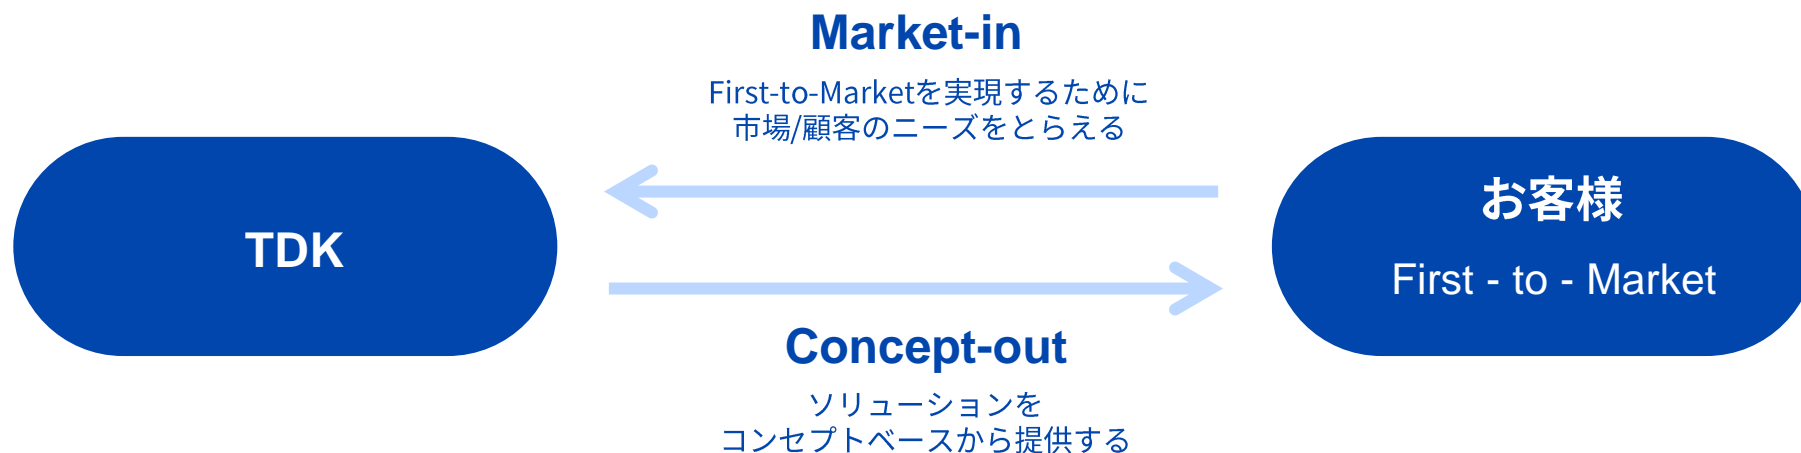 Market-in
First-to-Marketを実現するために
市場/顧客のニーズをとらえる
TDK
お客様
First - to - Market
Concept-out
ソリューションを
コンセプトベースから提供する